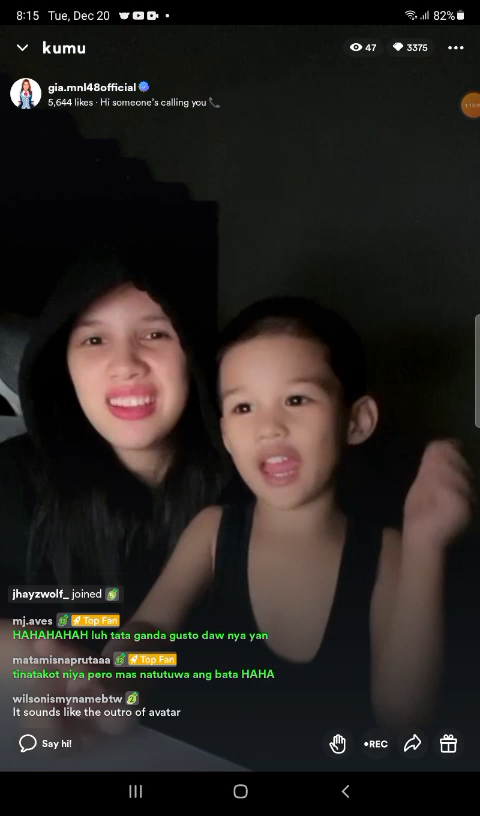 8:15 Tue, Dec 20 82%
kumu 47 3375
gia.mnl48official
5,644 likes · Hi someone's calling you 📞
jhayzwolf_ joined
mj.aves Top Fan
HAHAHAHAH luh tata ganda gusto daw nya yan
matamisnaprutaaa Top Fan
tinatakot niya pero mas natutuwa ang bata HAHA
wilsonismynamebtw
It sounds like the outro of avatar
Say hi! •REC